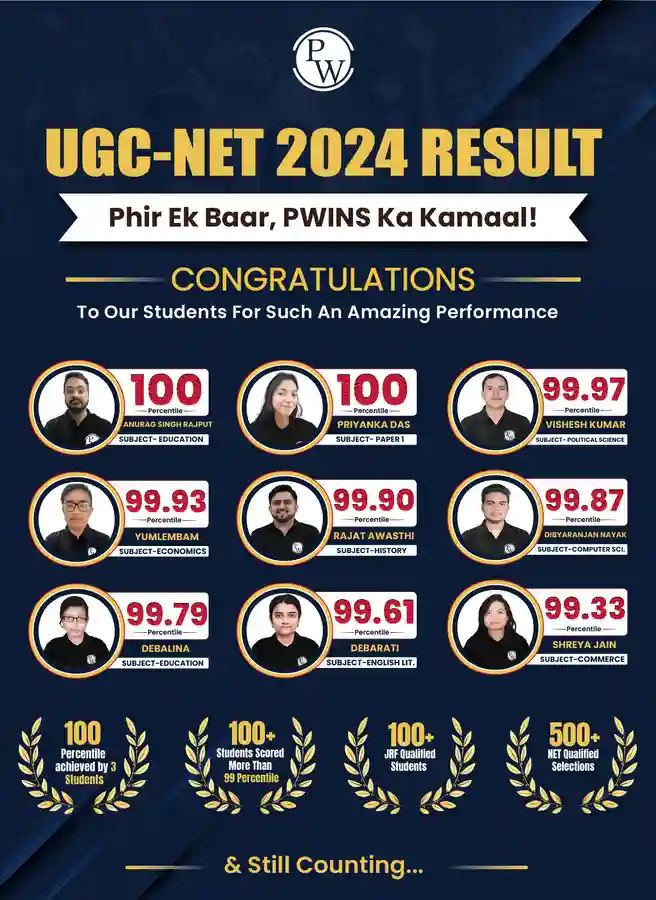 PW
UGC-NET 2024 RESULT
Phir Ek Baar, PWINS Ka Kamaal!
CONGRATULATIONS
To Our Students For Such An Amazing Performance
100
Percentile
ANURAG SINGH RAJPUT
SUBJECT- EDUCATION
100
Percentile
PRIYANKA DAS
SUBJECT- PAPER 1
99.97
Percentile
VISHESH KUMAR
SUBJECT- POLITICAL SCIENCE
99.93
Percentile
YUMLEMBAM
SUBJECT-ECONOMICS
99.90
Percentile
RAJAT AWASTHI
SUBJECT-HISTORY
99.87
Percentile
DIBYARANJAN NAYAK
SUBJECT-COMPUTER SCI.
99.79
Percentile
DEBALINA
SUBJECT-EDUCATION
99.61
Percentile
DEBARATI
SUBJECT-ENGLISH LIT.
99.33
Percentile
SHREYA JAIN
SUBJECT-COMMERCE
100
Percentile
achieved by 3
Students
100+
Students Scored
More Than
99 Percentile
100+
JRF Qualified
Students
500+
NET Qualified
Selections
& Still Counting...